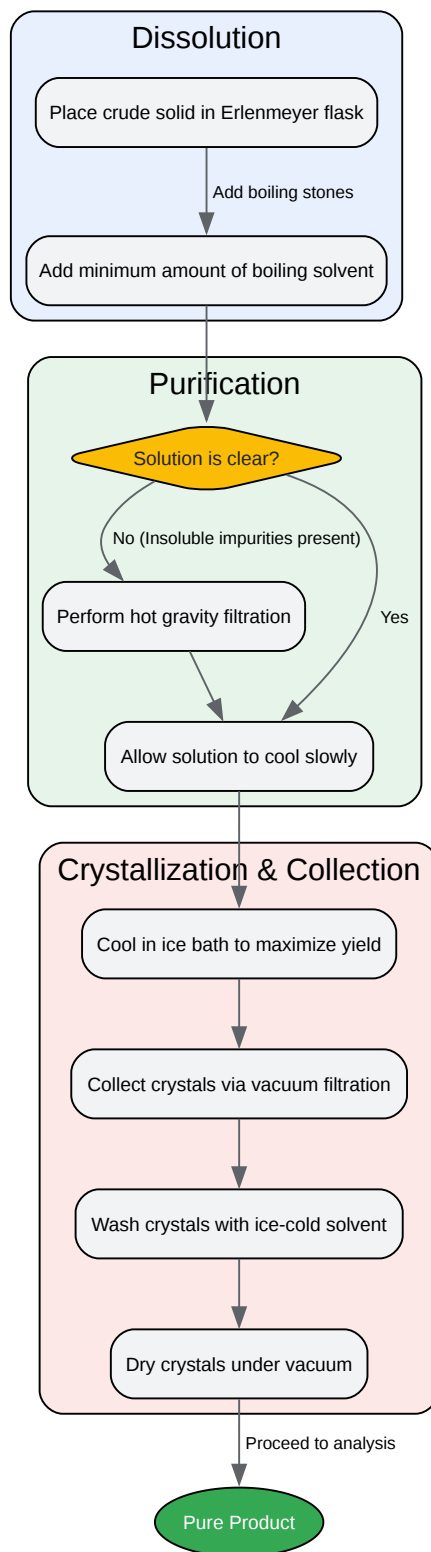 Dissolution
Place crude solid in Erlenmeyer flask
Add boiling stones
Add minimum amount of boiling solvent
Purification
Solution is clear?
No (Insoluble impurities present)
Perform hot gravity filtration
Yes
Allow solution to cool slowly
Crystallization & Collection
Cool in ice bath to maximize yield
Collect crystals via vacuum filtration
Wash crystals with ice-cold solvent
Dry crystals under vacuum
Proceed to analysis
Pure Product